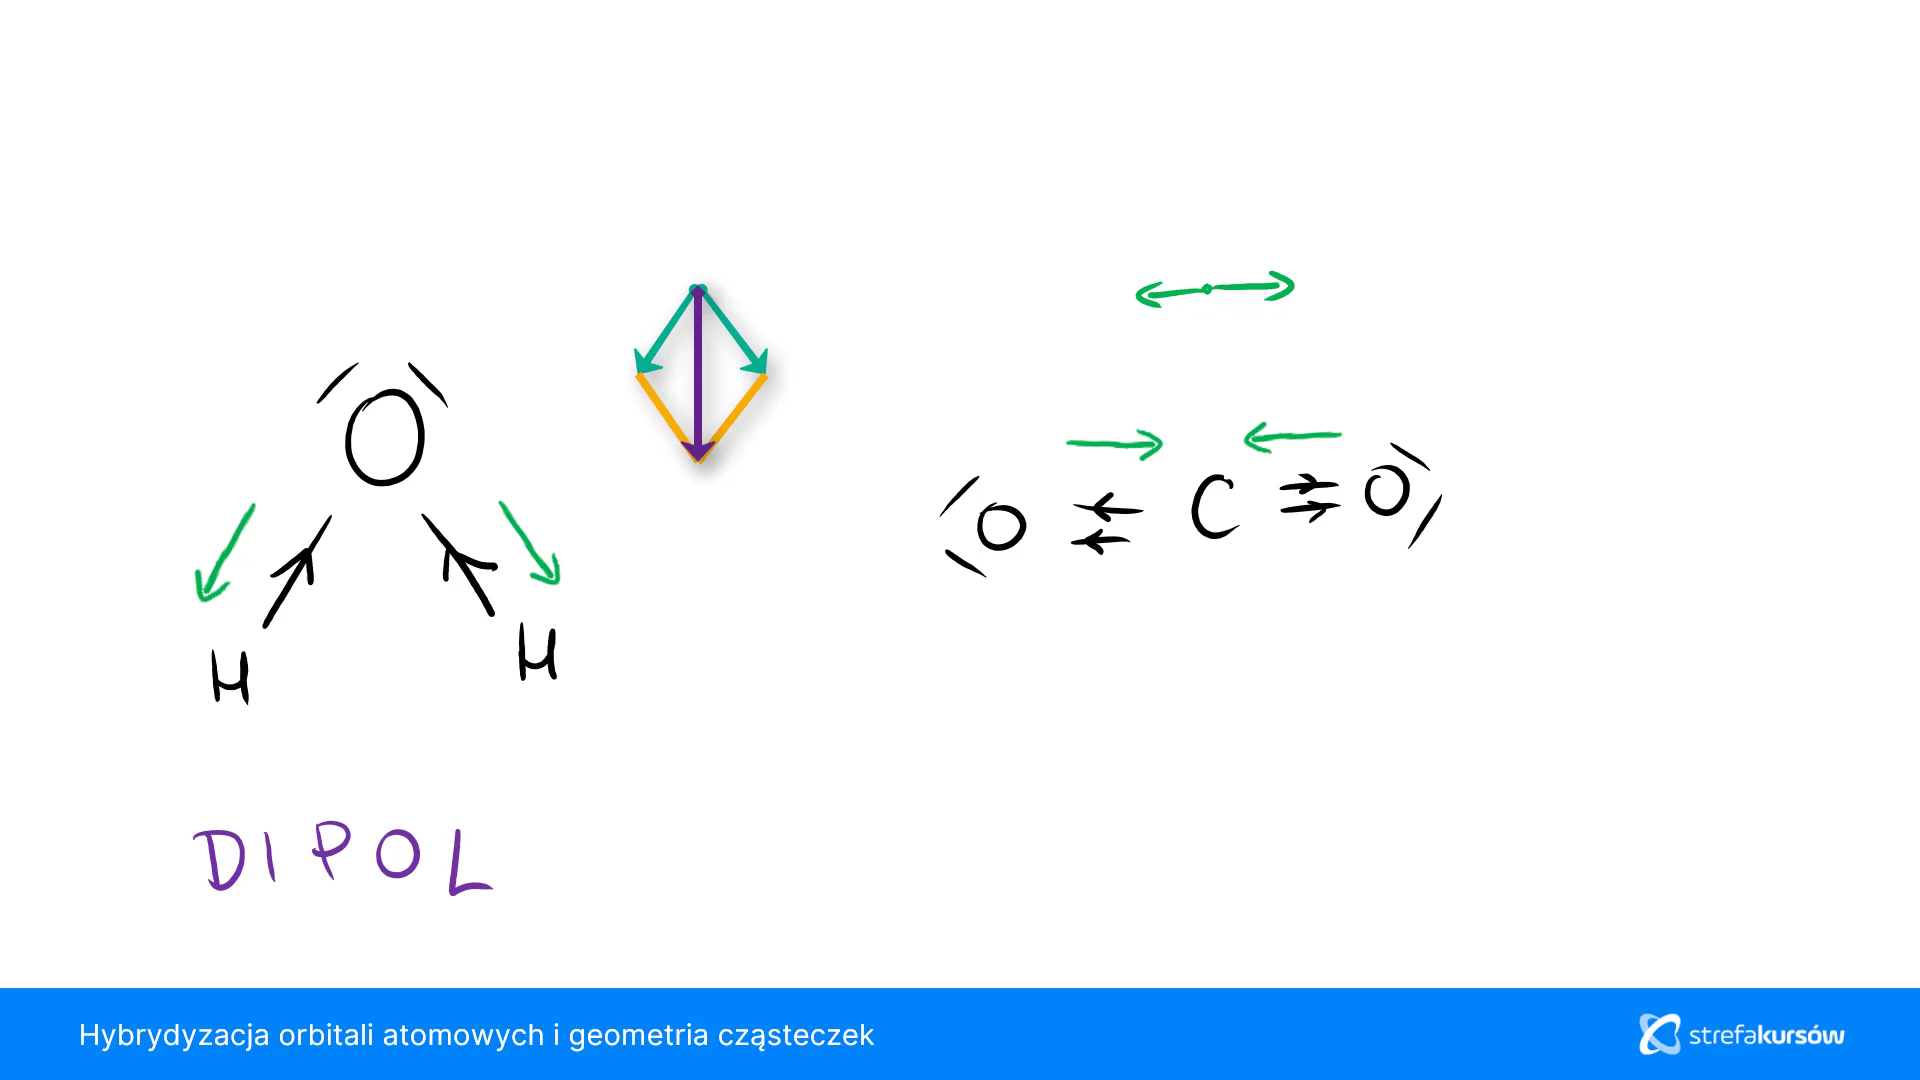 O
H
H
O C O
DIPOL
Hybrydyzacja orbitali atomowych i geometria cząsteczek
strefakursów